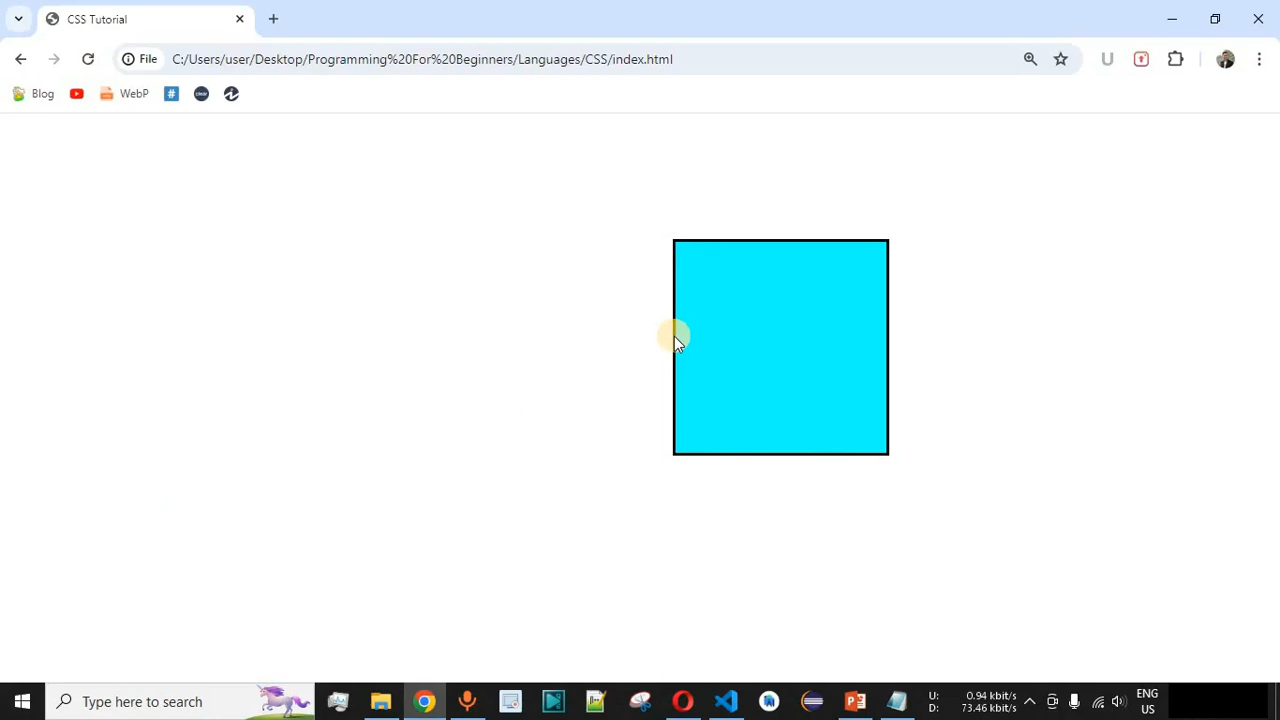 CSS Tutorial
File
C:/Users/user/Desktop/Programming%20For%20Beginners/Languages/CSS/index.html
Blog
WebP
#
clear
U
Type here to search
U: 0.94 kbit/s
D: 73.46 kbit/s
ENG
US